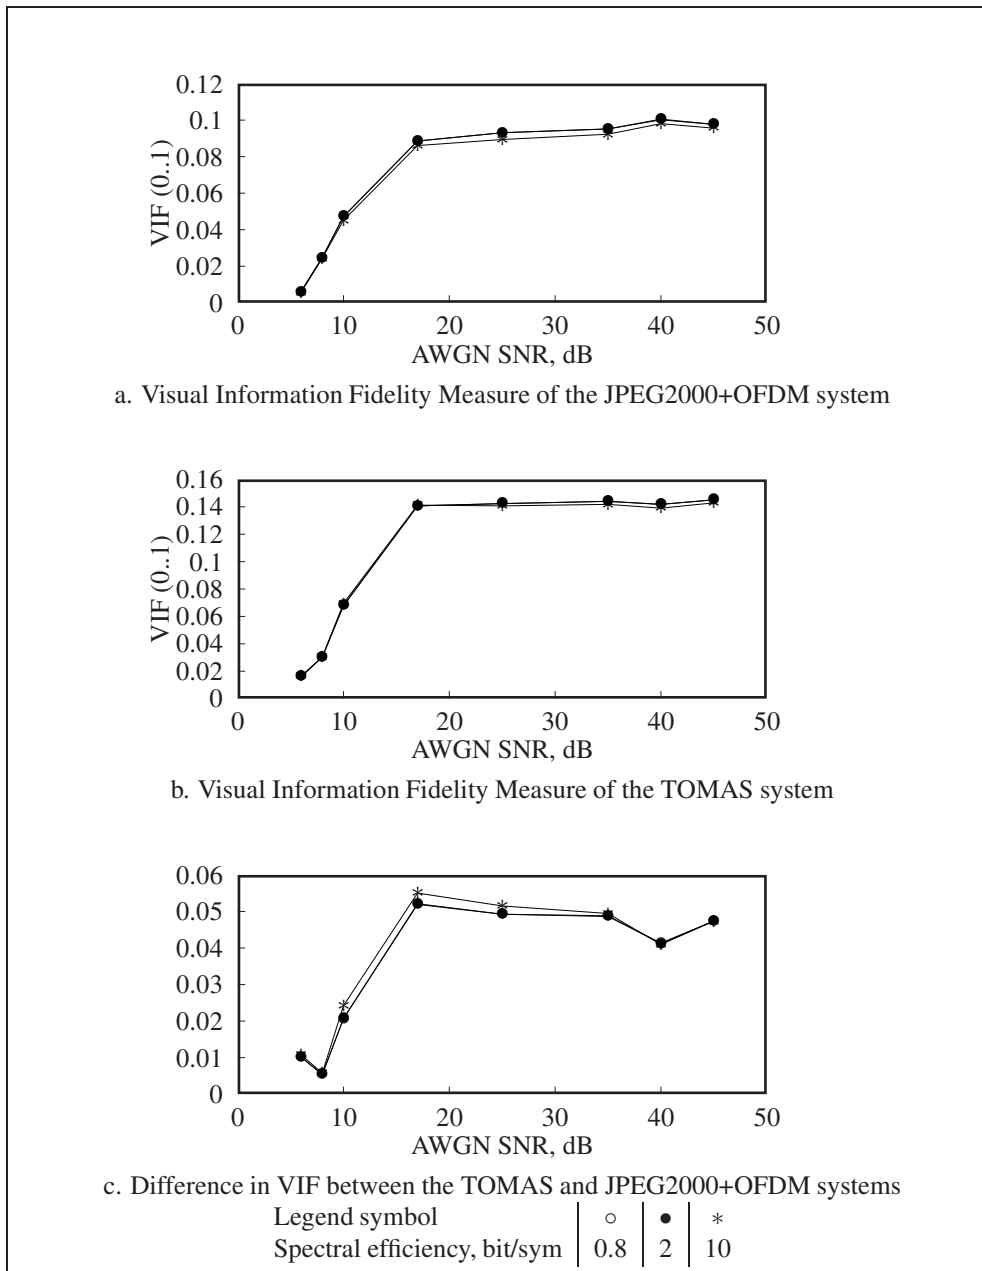 0.12
0.1
0.08
0.06
0.04
0.02
0
VIF (0..1)
0 10 20 30 40 50
AWGN SNR, dB
a. Visual Information Fidelity Measure of the JPEG2000+OFDM system
0.16
0.14
0.12
0.1
0.08
0.06
0.04
0.02
0
VIF (0..1)
0 10 20 30 40 50
AWGN SNR, dB
b. Visual Information Fidelity Measure of the TOMAS system
0.06
0.05
0.04
0.03
0.02
0.01
0
0 10 20 30 40 50
AWGN SNR, dB
c. Difference in VIF between the TOMAS and JPEG2000+OFDM systems
Legend symbol ○ ● *
Spectral efficiency, bit/sym 0.8 2 10